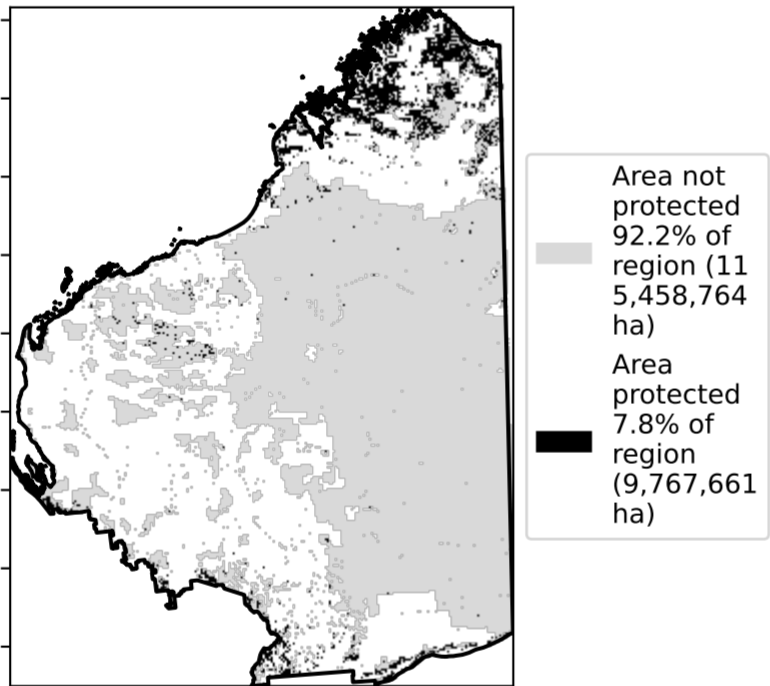 Area not
protected
92.2% of
region (11
5,458,764
ha)
Area
protected
7.8% of
region
(9,767,661
ha)